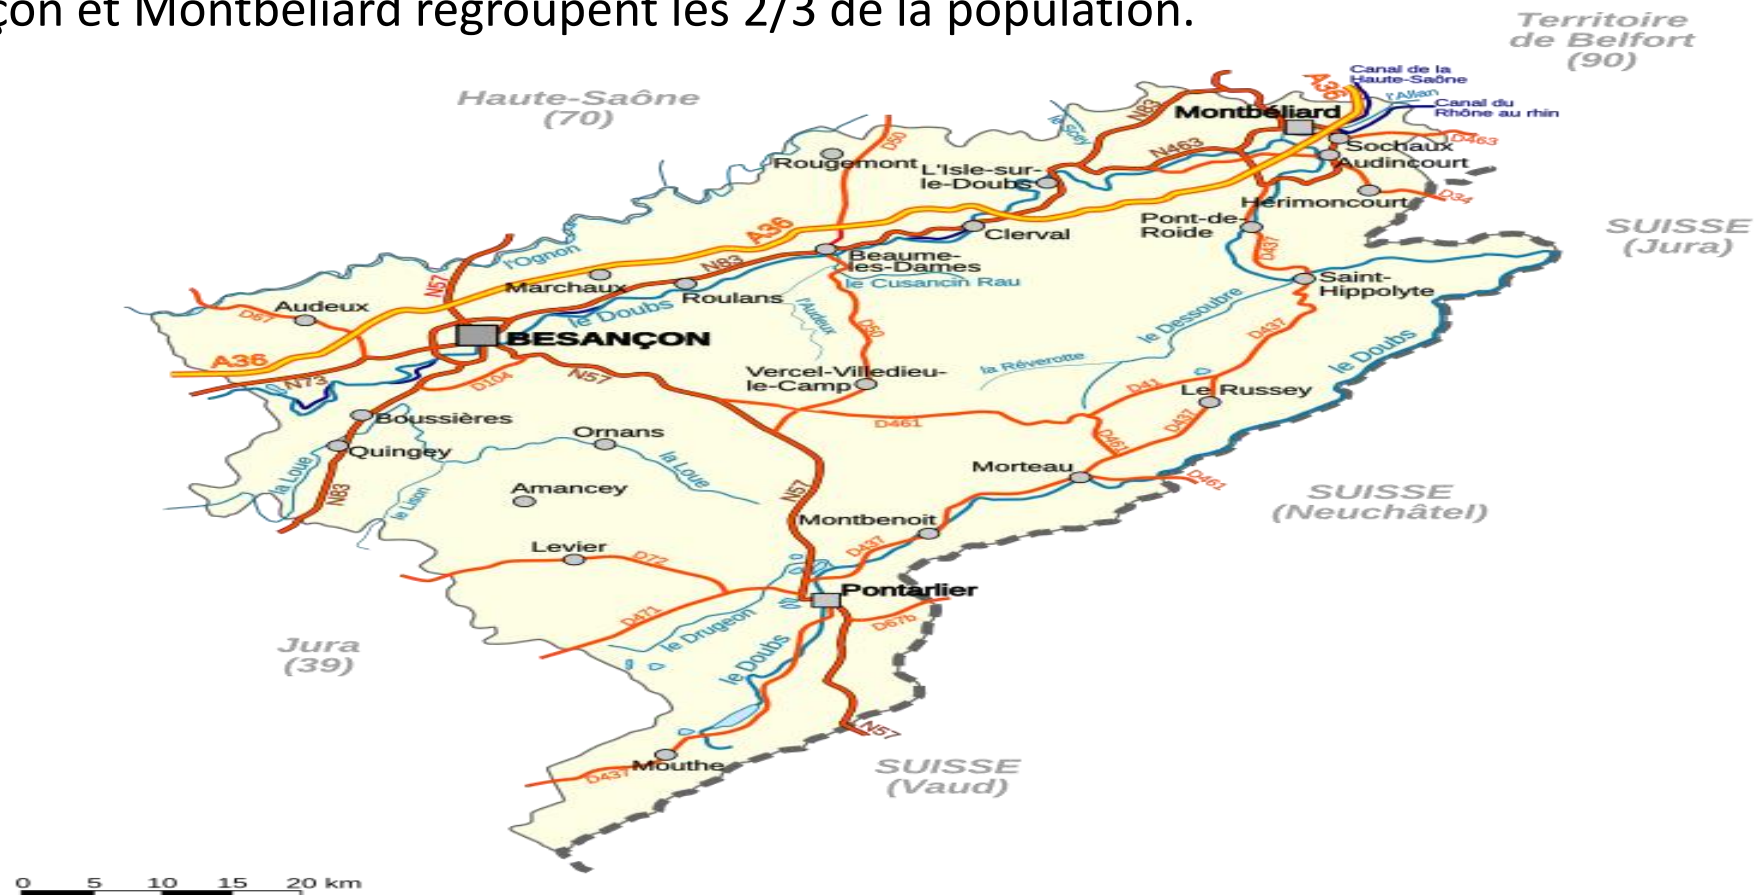 çon et Montbéliard regroupent les 2/3 de la population.
Territoire
de Belfort
(90)
Haute-Saône
(70)
Canal de la
Haute-Saône
A36
l'Allan
Canal du
Rhône au rhin
N83
Montbéliard
le Scey
D463
Sochaux
Audincourt
N463
D50
Rougemont
L'Isle-sur-
le-Doubs
D34
Hérimoncourt
Pont-de-
Roide
SUISSE
(Jura)
A36
Clerval
D437
l'Ognon
N83
Beaume-
les-Dames
le Cusancin Rau
Saint-
Hippolyte
N57
Marchaux
Roulans
Audeux
D67
le Doubs
l'Audeux
D50
le Dessoubre
D437
le Doubs
BESANÇON
A36
la Réverotte
N73
D104
N57
Vercel-Villedieu-
le-Camp
D41
Le Russey
D437
Boussières
D461
D461
Ornans
Quingey
la Loue
la Loue
Morteau
D461
N83
le Lison
Amancey
N57
SUISSE
(Neuchâtel)
Montbenoit
Levier
D72
D437
Pontarlier
D471
D67b
le Drugeon
Jura
(39)
le Doubs
N57
Mouthe
D437
SUISSE
(Vaud)
0 5 10 15 20 km